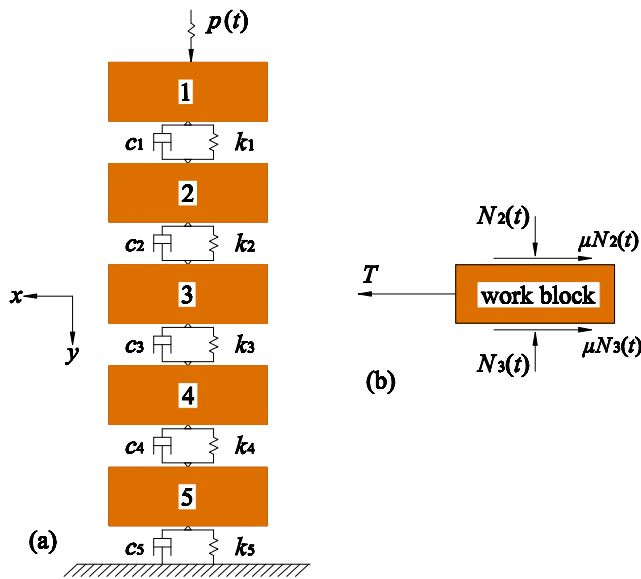 p(t)
1
c1 k1
2
c2 k2
3
c3 k3
4
c4 k4
5
c5 k5
x
y
(a)
N2(t)
μN2(t)
T
work block
N3(t)
μN3(t)
(b)